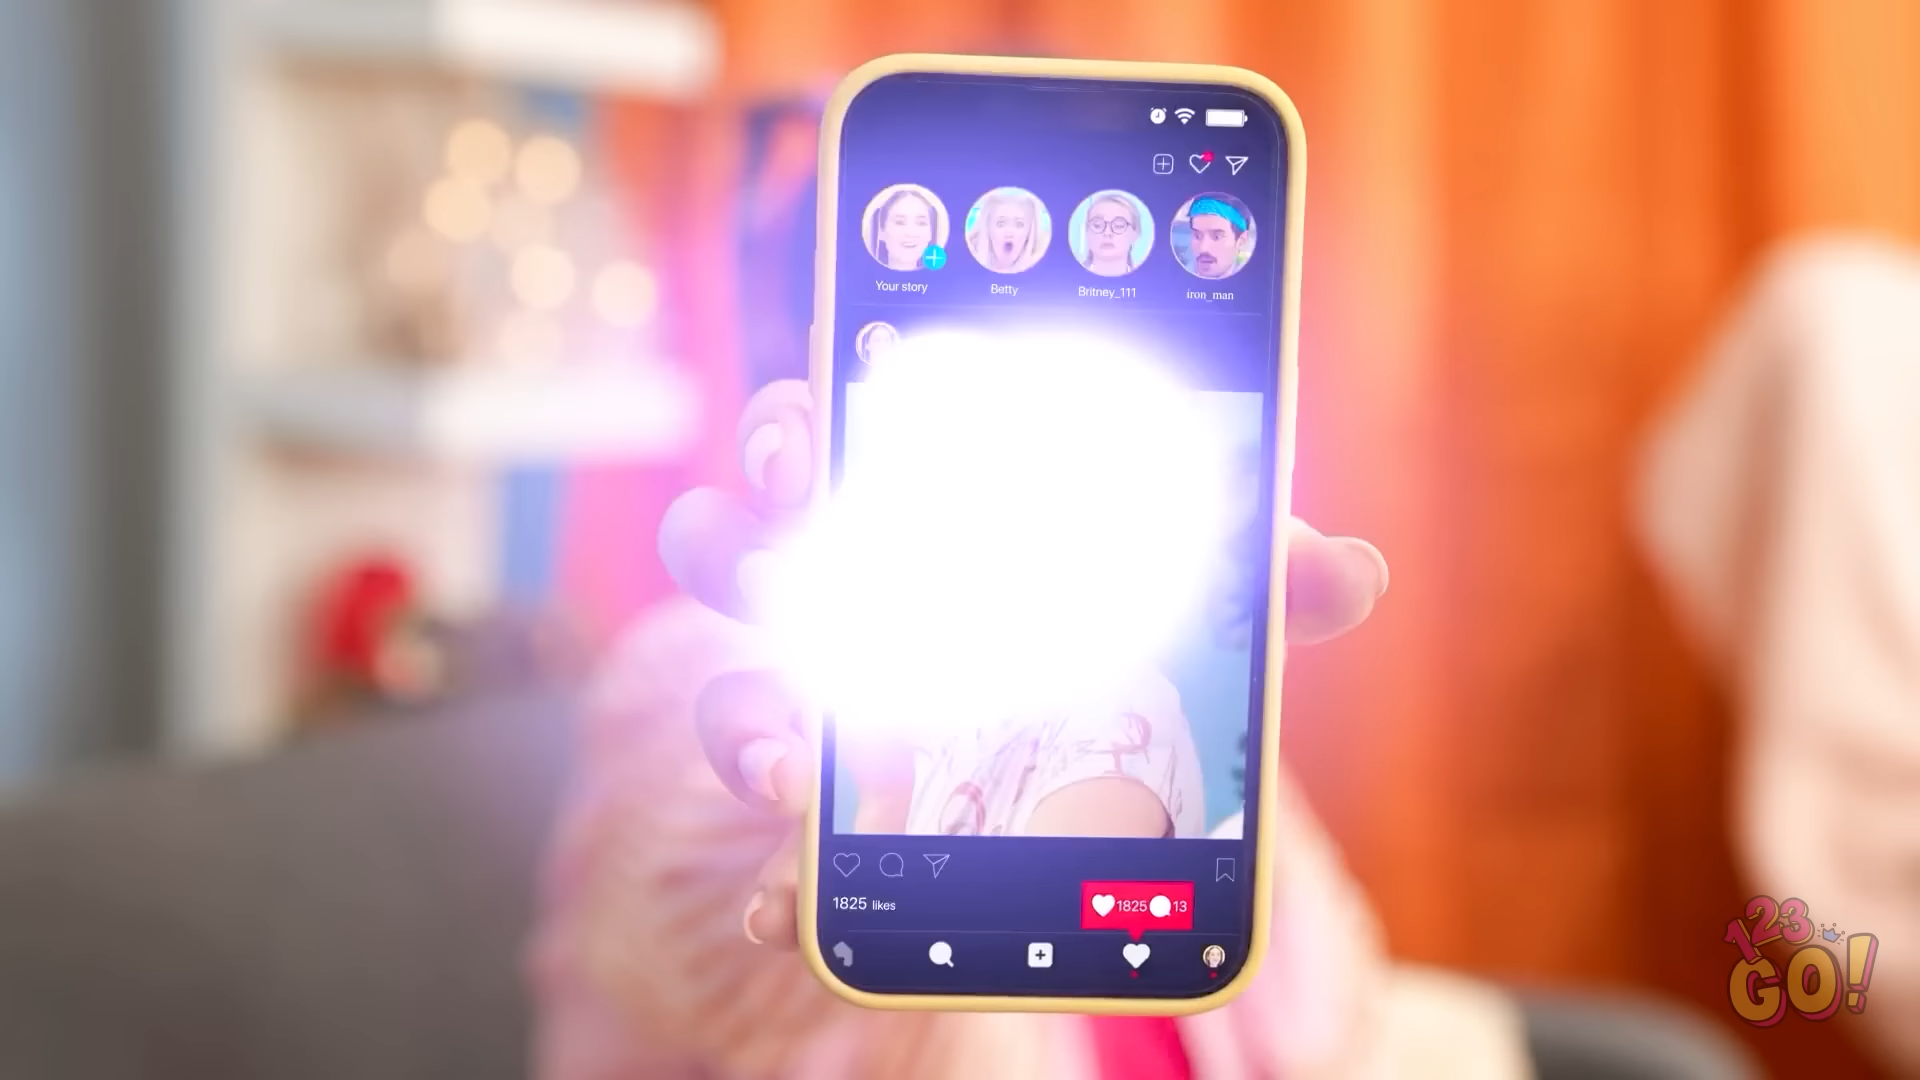 Your story
Betty
Britney_111
iron_man
1825 likes
1825 13
123
GO!